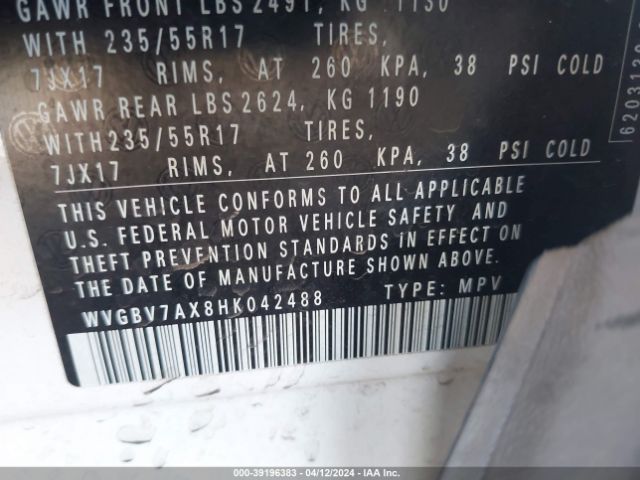 GAWR FRONT LBS 2491, KG 1130
WITH 235/55R17 TIRES,
7JX17 RIMS, AT 260 KPA, 38 PSI COLD
GAWR REAR LBS 2624, KG 1190
WITH 235/55R17 TIRES,
7JX17 RIMS, AT 260 KPA, 38 PSI COLD
THIS VEHICLE CONFORMS TO ALL APPLICABLE
U.S. FEDERAL MOTOR VEHICLE SAFETY AND
THEFT PREVENTION STANDARDS IN EFFECT ON
THE DATE OF MANUFACTURE SHOWN ABOVE.
WVGBV7AX8HK042488 TYPE: MPV
000-39196383 - 04/12/2024 - IAA Inc.